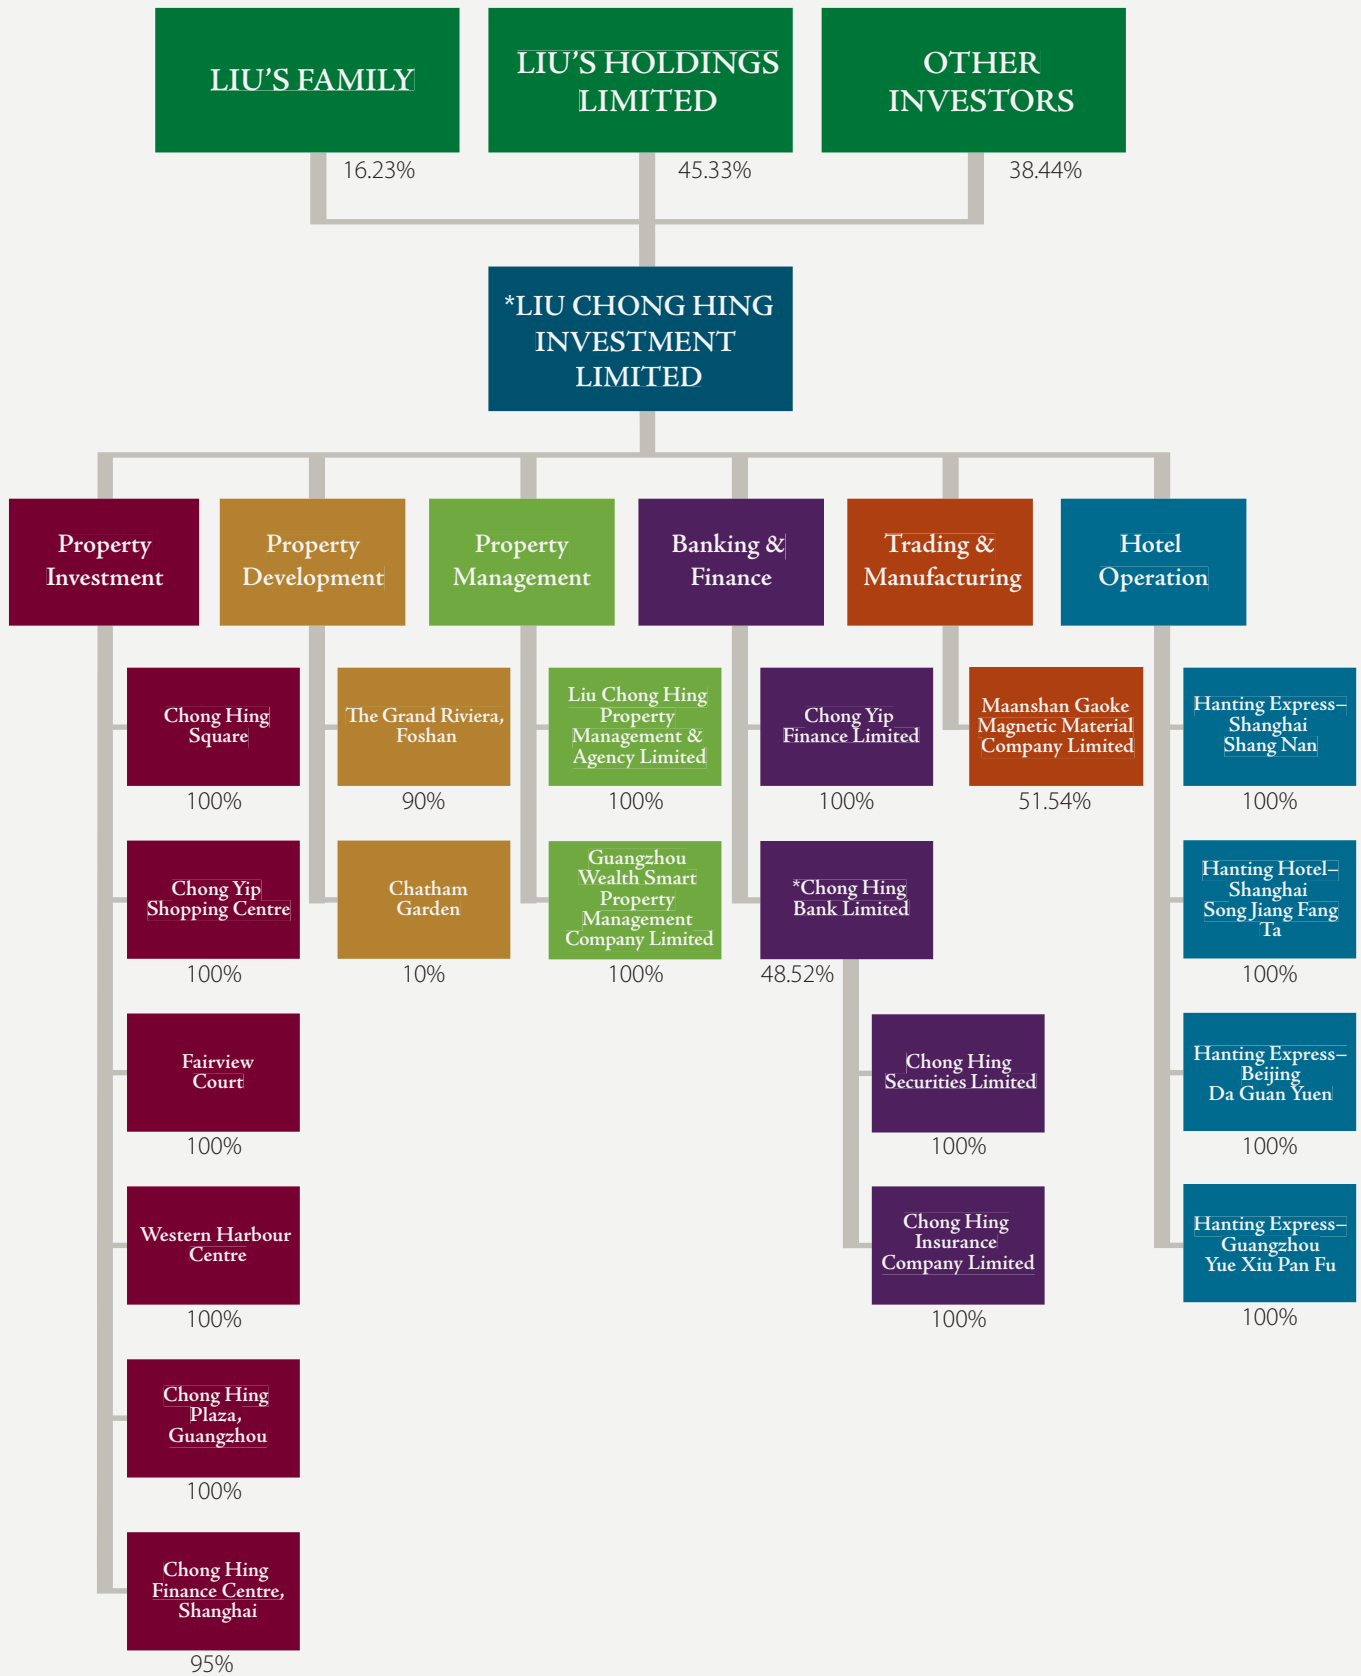 LIU’S FAMILY
LIU’S HOLDINGS
LIMITED
OTHER
INVESTORS
16.23%
45.33%
38.44%
*LIU CHONG HING
INVESTMENT
LIMITED
Property
Investment
Property
Development
Property
Management
Banking &
Finance
Trading &
Manufacturing
Hotel
Operation
Chong Hing
Square
100%
Chong Yip
Shopping Centre
100%
Fairview
Court
100%
Western Harbour
Centre
100%
Chong Hing
Plaza,
Guangzhou
100%
Chong Hing
Finance Centre,
Shanghai
95%
The Grand Riviera,
Foshan
90%
Chatham
Garden
10%
Liu Chong Hing
Property
Management &
Agency Limited
100%
Guangzhou
Wealth Smart
Property
Management
Company Limited
100%
Chong Yip
Finance Limited
100%
*Chong Hing
Bank Limited
48.52%
Chong Hing
Securities Limited
100%
Chong Hing
Insurance
Company Limited
100%
Maanshan Gaoke
Magnetic Material
Company Limited
51.54%
Hanting Express–
Shanghai
Shang Nan
100%
Hanting Hotel–
Shanghai
Song Jiang Fang
Ta
100%
Hanting Express–
Beijing
Da Guan Yuen
100%
Hanting Express–
Guangzhou
Yue Xiu Pan Fu
100%